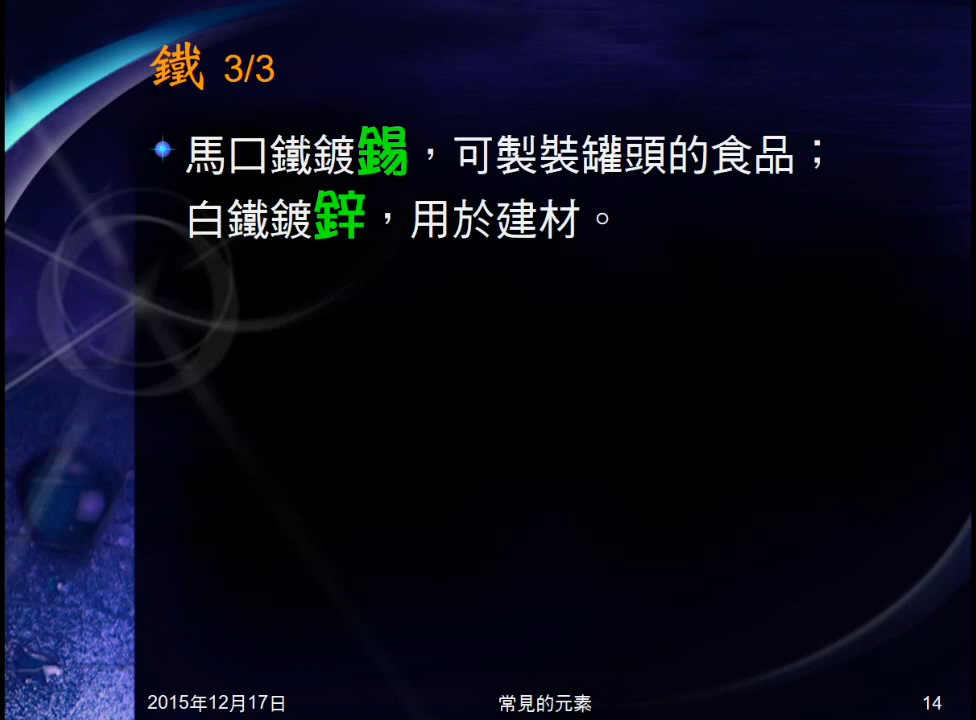 鐵 3/3
馬口鐵鍍錫，可製裝罐頭的食品；
白鐵鍍鋅，用於建材。
2015年12月17日 常見的元素 14